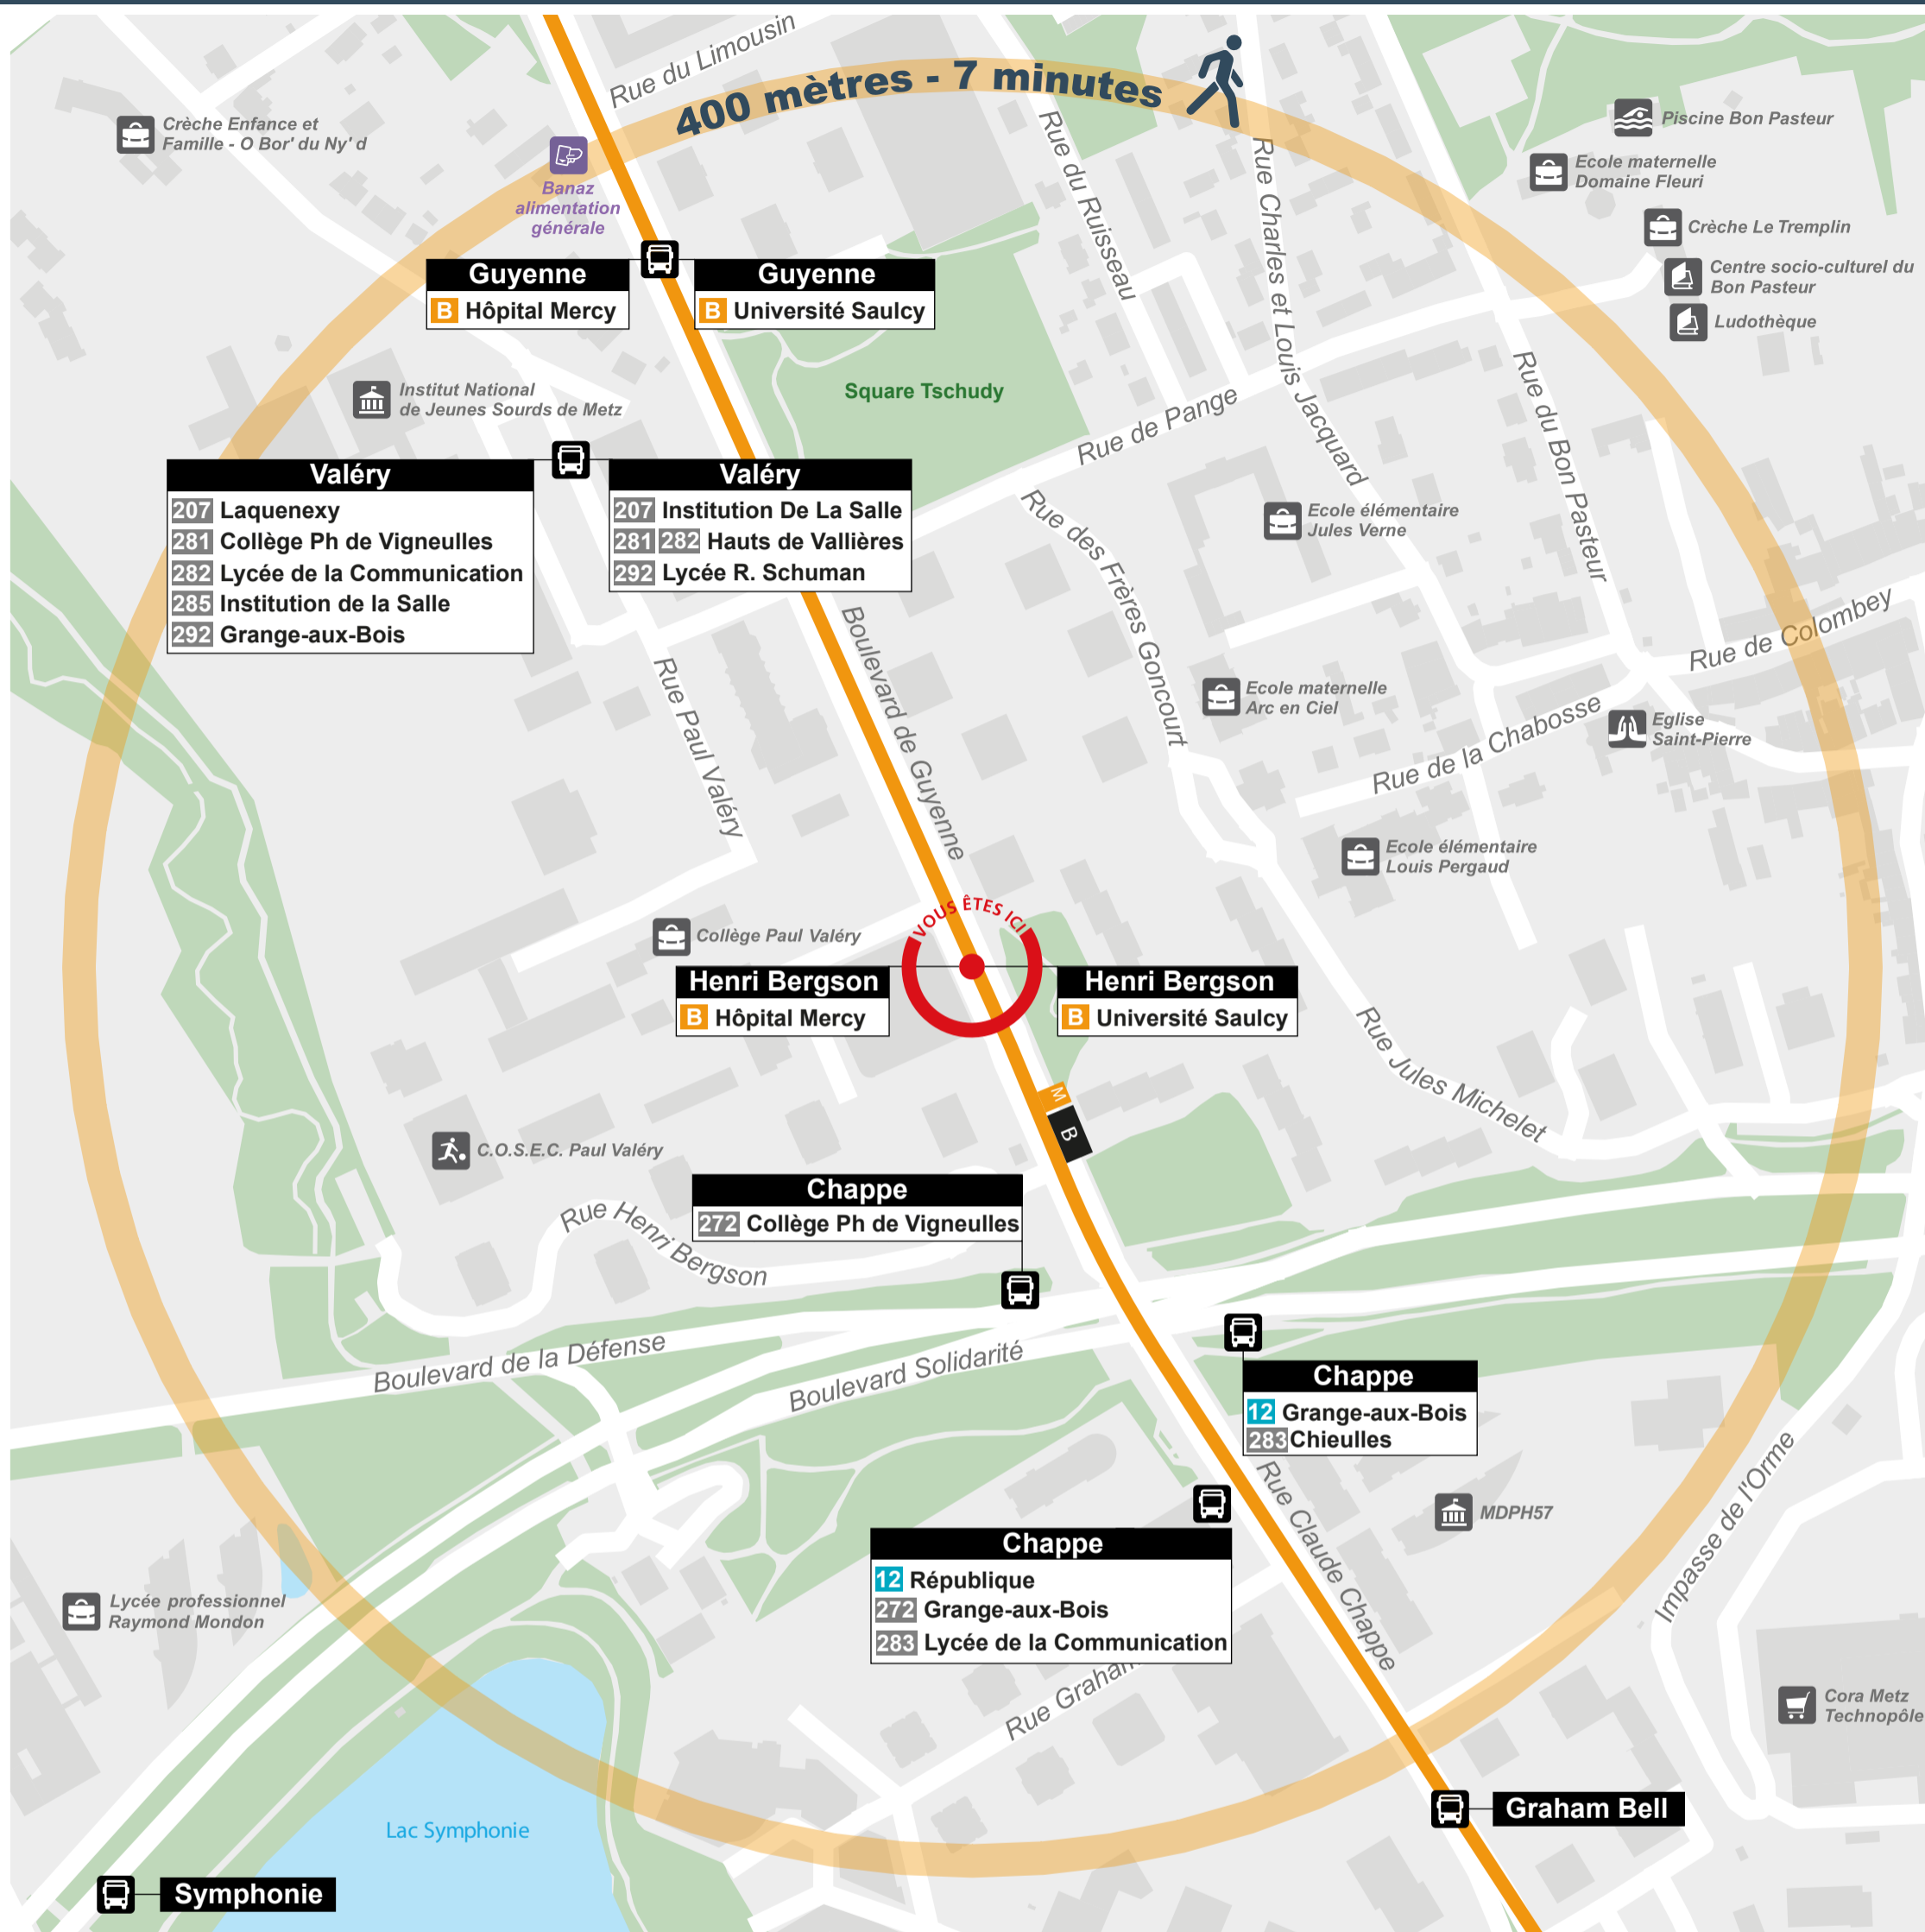 Rue du Limousin
400 mètres - 7 minutes
Crèche Enfance et
Famille - O Bor' du Ny' d
Banaz
alimentation
générale
Rue du Ruisseau
Rue Charles et Louis Jacquard
Piscine Bon Pasteur
Ecole maternelle
Domaine Fleuri
Crèche Le Tremplin
Centre socio-culturel du
Bon Pasteur
Ludothèque
Guyenne
B Hôpital Mercy
Guyenne
B Université Saulcy
Institut National
de Jeunes Sourds de Metz
Square Tschudy
Rue de Pange
Rue du Bon Pasteur
Valéry
207 Laquenexy
281 Collège Ph de Vigneulles
282 Lycée de la Communication
285 Institution de la Salle
292 Grange-aux-Bois
Valéry
207 Institution De La Salle
281 282 Hauts de Vallières
292 Lycée R. Schuman
Rue des Frères Goncourt
Ecole élémentaire
Jules Verne
Rue de Colombey
Boulevard de Guyenne
Rue Paul Valéry
Ecole maternelle
Arc en Ciel
Rue de la Chabosse
Eglise
Saint-Pierre
Ecole élémentaire
Louis Pergaud
VOUS ÊTES ICI
Collège Paul Valéry
Henri Bergson
B Hôpital Mercy
Henri Bergson
B Université Saulcy
Rue Jules Michelet
M
B
C.O.S.E.C. Paul Valéry
Chappe
272 Collège Ph de Vigneulles
Rue Henri Bergson
Boulevard de la Défense
Boulevard Solidarité
Chappe
12 Grange-aux-Bois
283 Chieulles
Rue Claude Chappe
MDPH57
Impasse de l'Orme
Chappe
12 République
272 Grange-aux-Bois
283 Lycée de la Communication
Rue Graham
Lycée professionnel
Raymond Mondon
Cora Metz
Technopôle
Lac Symphonie
Graham Bell
Symphonie